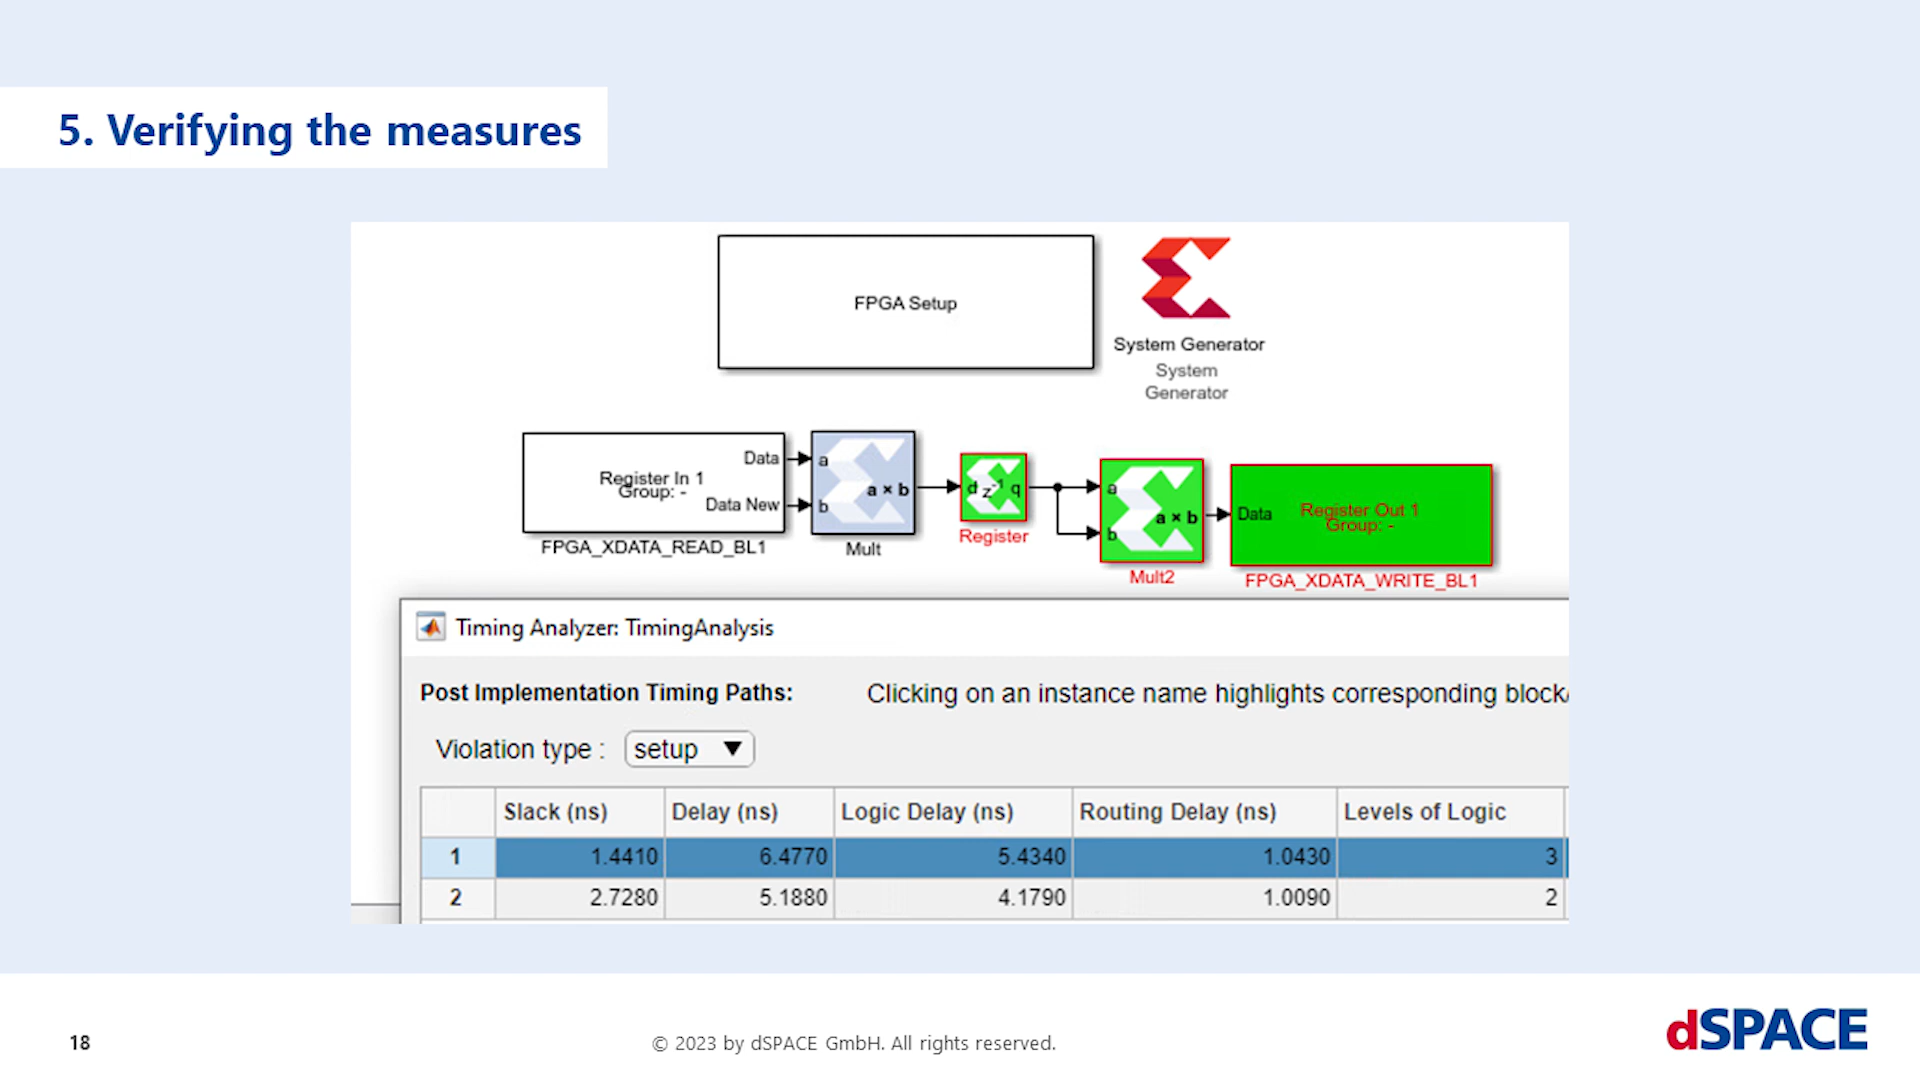 5. Verifying the measures
FPGA Setup
System Generator
System
Generator
Register In 1
Group: -
Data
Data New
FPGA_XDATA_READ_BL1
a
b
a × b
Mult
d z⁻¹ q
Register
a
b
a × b
Mult2
Data
Register Out 1
Group: -
FPGA_XDATA_WRITE_BL1
Timing Analyzer: TimingAnalysis
Post Implementation Timing Paths: Clicking on an instance name highlights corresponding block/
Violation type : setup
Slack (ns) Delay (ns) Logic Delay (ns) Routing Delay (ns) Levels of Logic
1 1.4410 6.4770 5.4340 1.0430 3
2 2.7280 5.1880 4.1790 1.0090 2
18
© 2023 by dSPACE GmbH. All rights reserved.
dSPACE